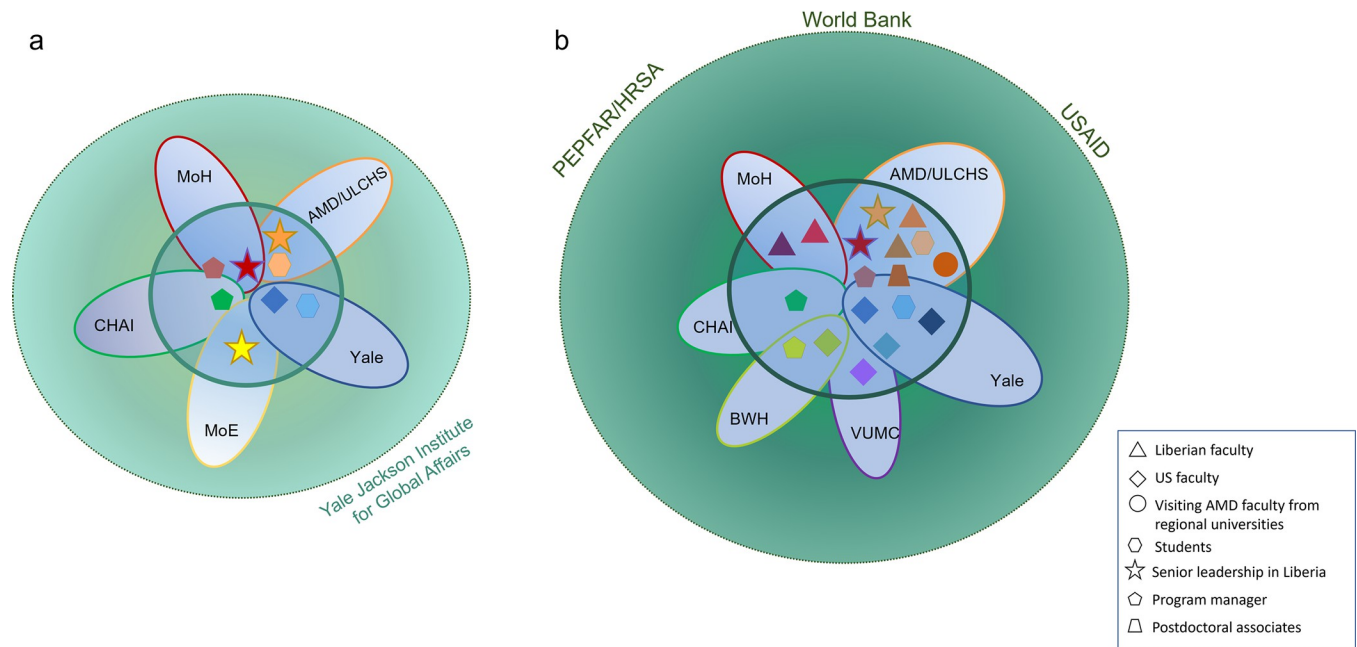 a
MoH
AMD/ULCHS
CHAI
Yale
MoE
Yale Jackson Institute
for Global Affairs
b
World Bank
PEPFAR/HRSA
USAID
MoH
AMD/ULCHS
CHAI
Yale
BWH
VUMC
Liberian faculty
US faculty
Visiting AMD faculty from
regional universities
Students
Senior leadership in Liberia
Program manager
Postdoctoral associates